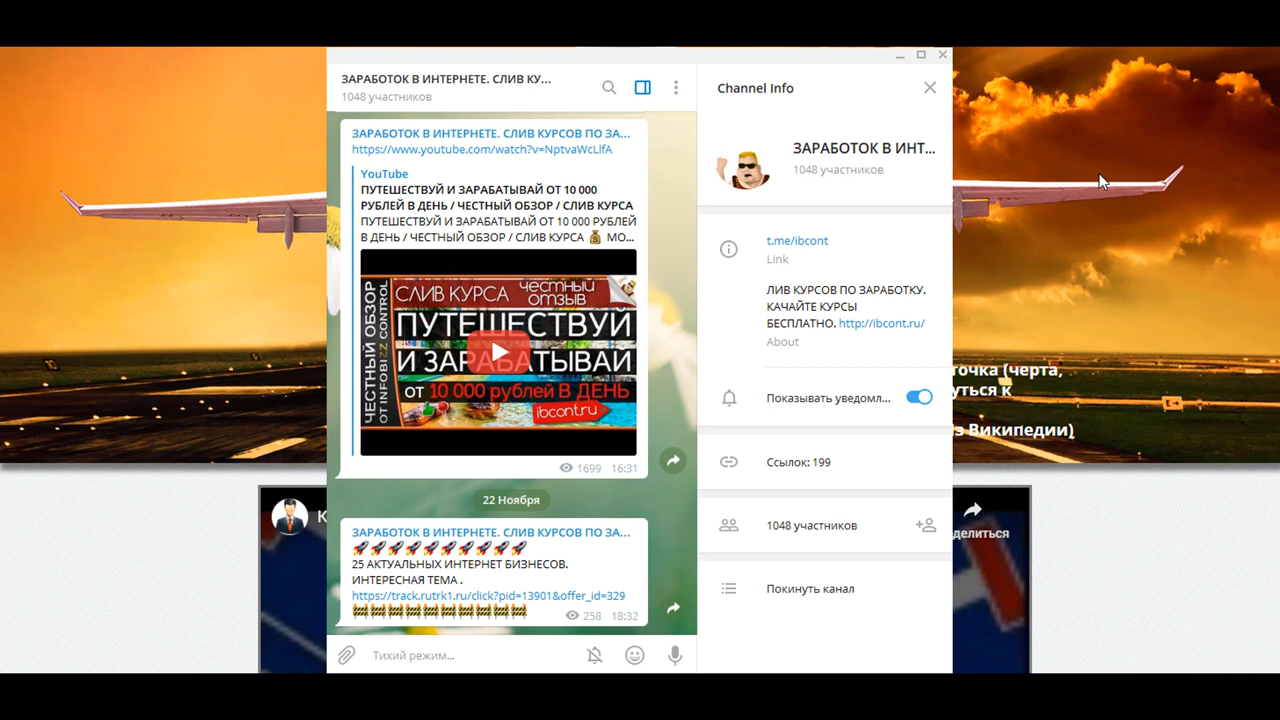 ЗАРАБОТОК В ИНТЕРНЕТЕ. СЛИВ КУ...
1048 участников
ЗАРАБОТОК В ИНТЕРНЕТЕ. СЛИВ КУРСОВ ПО ЗА...
https://www.youtube.com/watch?v=NptvaWcLlfA
YouTube
ПУТЕШЕСТВУЙ И ЗАРАБАТЫВАЙ ОТ 10 000
РУБЛЕЙ В ДЕНЬ / ЧЕСТНЫЙ ОБЗОР / СЛИВ КУРСА
ПУТЕШЕСТВУЙ И ЗАРАБАТЫВАЙ ОТ 10 000 РУБЛЕЙ
В ДЕНЬ / ЧЕСТНЫЙ ОБЗОР / СЛИВ КУРСА 💰 МО...
ЧЕСТНЫЙ ОБЗОР
ОТ INFOBIZZ CONTROL
СЛИВ КУРСА честный
отзыв
ПУТЕШЕСТВУЙ
И ЗАРАБАТЫВАЙ
от 10 000 рублей В ДЕНЬ
ibcont.ru
1699 16:31
22 Ноября
ЗАРАБОТОК В ИНТЕРНЕТЕ. СЛИВ КУРСОВ ПО ЗА...
🚀🚀🚀🚀🚀🚀🚀🚀🚀🚀
25 АКТУАЛЬНЫХ ИНТЕРНЕТ БИЗНЕСОВ.
ИНТЕРЕСНАЯ ТЕМА .
https://track.rutrk1.ru/click?pid=13901&offer_id=329
🚧🚧🚧🚧🚧🚧🚧🚧🚧🚧
258 18:32
Тихий режим...
Channel Info
ЗАРАБОТОК В ИНТ...
1048 участников
t.me/ibcont
Link
ЛИВ КУРСОВ ПО ЗАРАБОТКУ.
КАЧАЙТЕ КУРСЫ
БЕСПЛАТНО. http://ibcont.ru/
About
Показывать уведомл...
Ссылок: 199
1048 участников
Покинуть канал
точка (черта,
уться к
з Википедии)
К
делиться